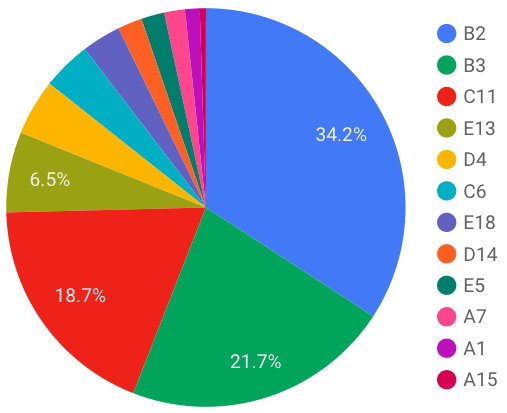 34.2%
21.7%
18.7%
6.5%
B2
B3
C11
E13
D4
C6
E18
D14
E5
A7
A1
A15